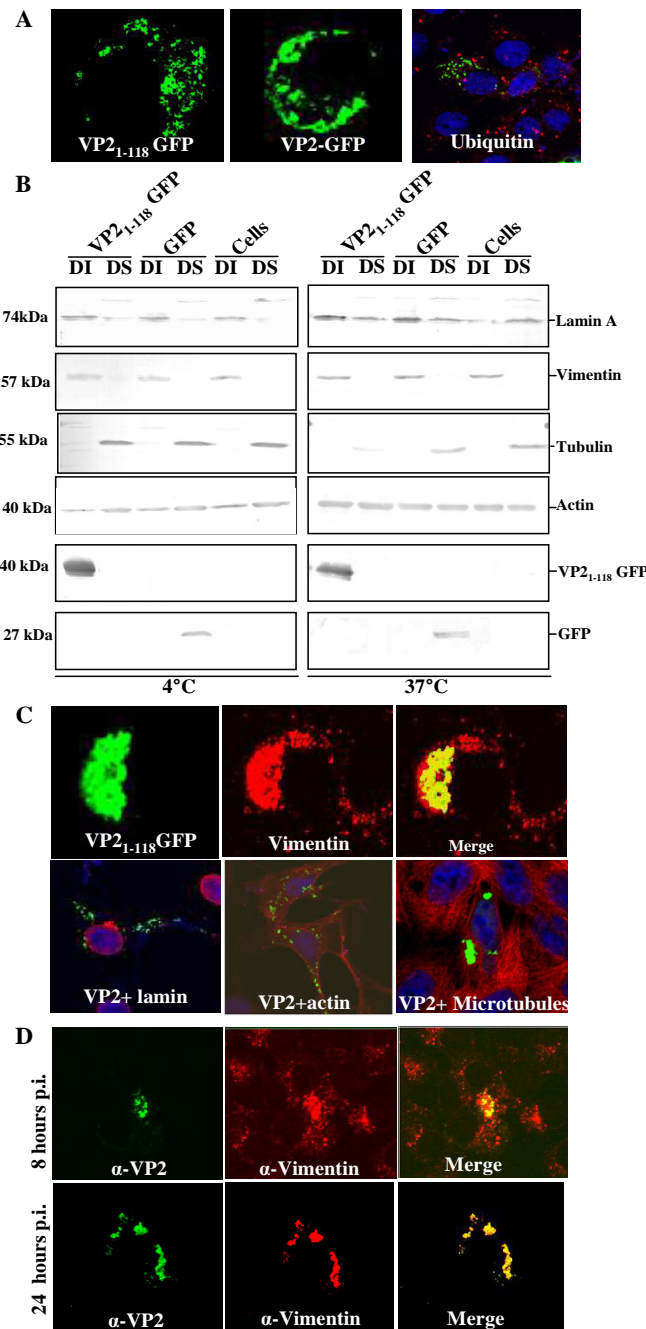 A
VP2₁₋₁₁₈ GFP
VP2-GFP
Ubiquitin
B
VP2₁₋₁₁₈ GFP
GFP
Cells
VP2₁₋₁₁₈ GFP
GFP
Cells
DI DS DI DS DI DS
DI DS DI DS DI DS
74kDa
Lamin A
57 kDa
Vimentin
55 kDa
Tubulin
40 kDa
Actin
40 kDa
VP2₁₋₁₁₈ GFP
27 kDa
GFP
4°C
37°C
C
VP2₁₋₁₁₈GFP
Vimentin
Merge
VP2+ lamin
VP2+actin
VP2+ Microtubules
D
8 hours p.i.
α-VP2
α-Vimentin
Merge
24 hours p.i.
α-VP2
α-Vimentin
Merge